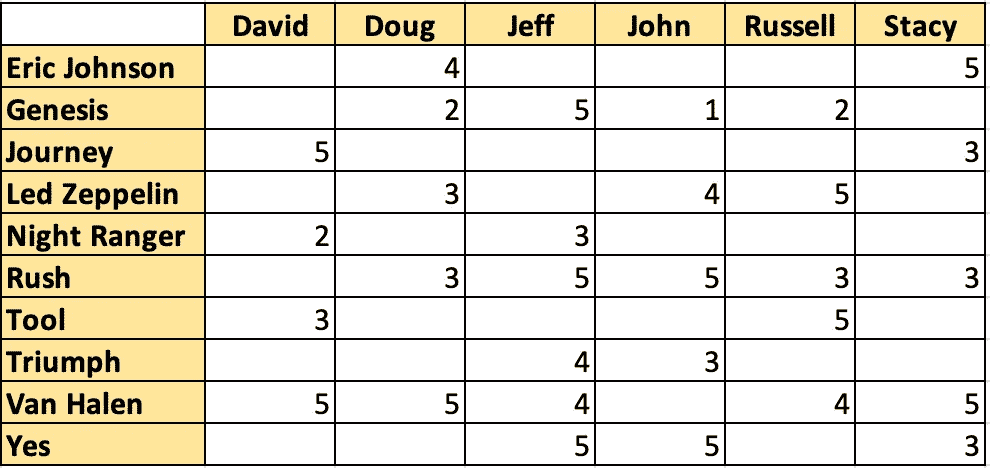 David Doug Jeff John Russell Stacy
Eric Johnson 4 5
Genesis 2 5 1 2
Journey 5 3
Led Zeppelin 3 4 5
Night Ranger 2 3
Rush 3 5 5 3 3
Tool 3 5
Triumph 4 3
Van Halen 5 5 4 4 5
Yes 5 5 3